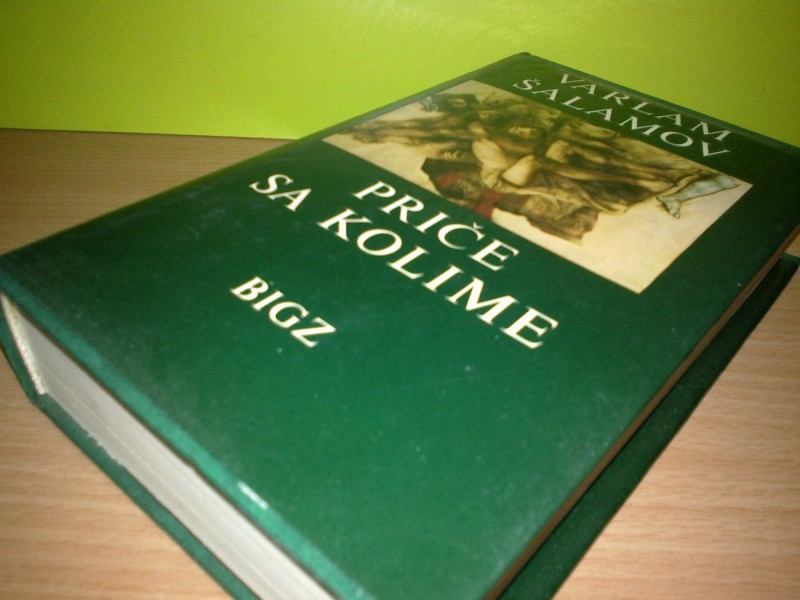 VARLAM
ŠALAMOV
PRIČE
SA KOLIME
BIGZ